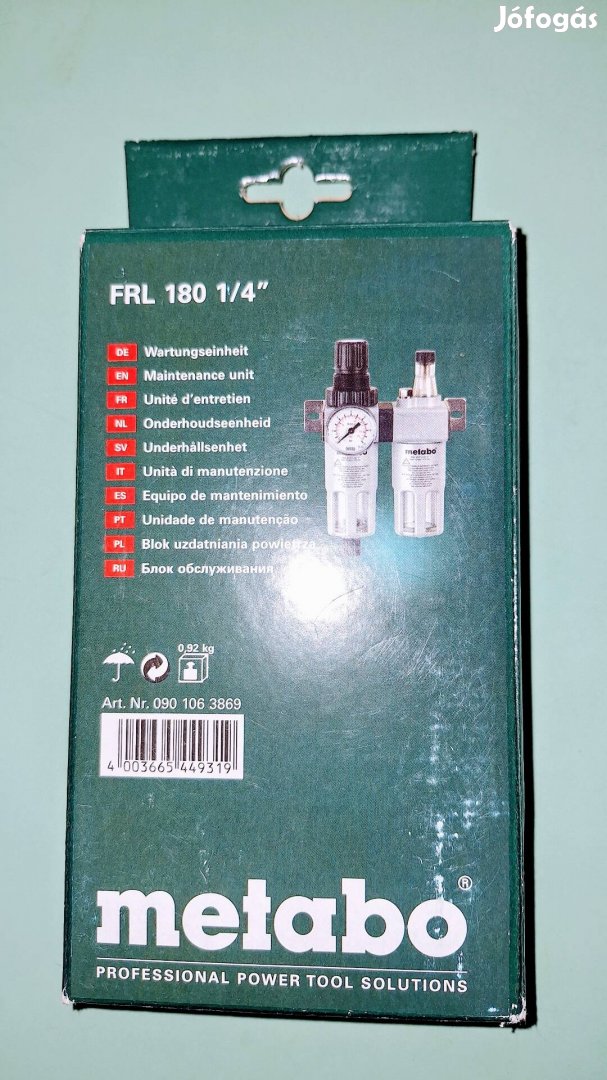 Jófogás
FRL 180 1/4”
DE Wartungseinheit
EN Maintenance unit
FR Unité d'entretien
NL Onderhoudseenheid
SV Underhållsenhet
IT Unità di manutenzione
ES Equipo de mantenimiento
PT Unidade de manutenção
PL Blok uzdatniania powietrza
RU Блок обслуживания
metabo
0,92 kg
Art. Nr. 090 106 3869
4 003665 449319
metabo®
PROFESSIONAL POWER TOOL SOLUTIONS